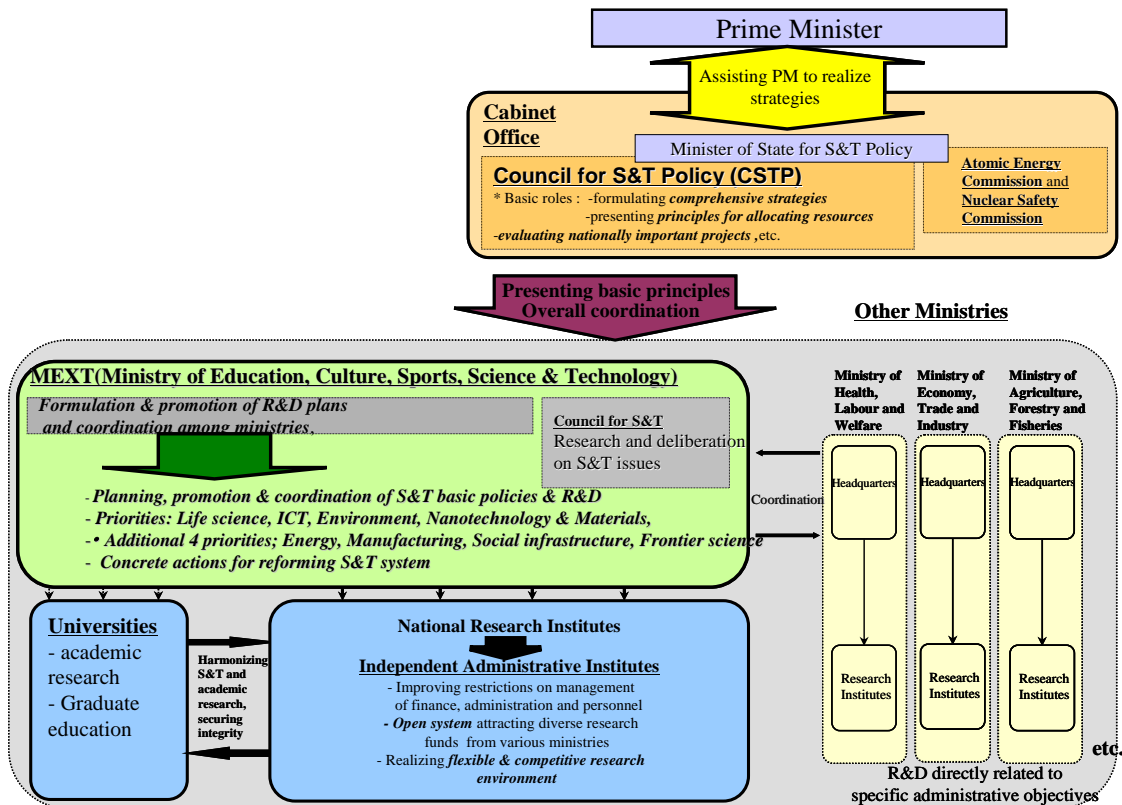 Prime Minister
Assisting PM to realize
strategies
Cabinet
Office
Minister of State for S&T Policy
Council for S&T Policy (CSTP)
* Basic roles : -formulating comprehensive strategies
-presenting principles for allocating resources
-evaluating nationally important projects ,etc.
Atomic Energy
Commission and
Nuclear Safety
Commission
Presenting basic principles
Overall coordination
Other Ministries
MEXT(Ministry of Education, Culture, Sports, Science & Technology)
Formulation & promotion of R&D plans
and coordination among ministries,
Council for S&T
Research and deliberation
on S&T issues
- Planning, promotion & coordination of S&T basic policies & R&D
- Priorities: Life science, ICT, Environment, Nanotechnology & Materials,
-• Additional 4 priorities; Energy, Manufacturing, Social infrastructure, Frontier science
- Concrete actions for reforming S&T system
Coordination
Ministry of
Health,
Labour and
Welfare
Headquarters
Research
Institutes
Ministry of
Economy,
Trade and
Industry
Headquarters
Research
Institutes
Ministry of
Agriculture,
Forestry and
Fisheries
Headquarters
Research
Institutes
etc.
R&D directly related to
specific administrative objectives
Universities
- academic
research
- Graduate
education
Harmonizing
S&T and
academic
research,
securing
integrity
National Research Institutes
Independent Administrative Institutes
- Improving restrictions on management
of finance, administration and personnel
- Open system attracting diverse research
funds from various ministries
- Realizing flexible & competitive research
environment